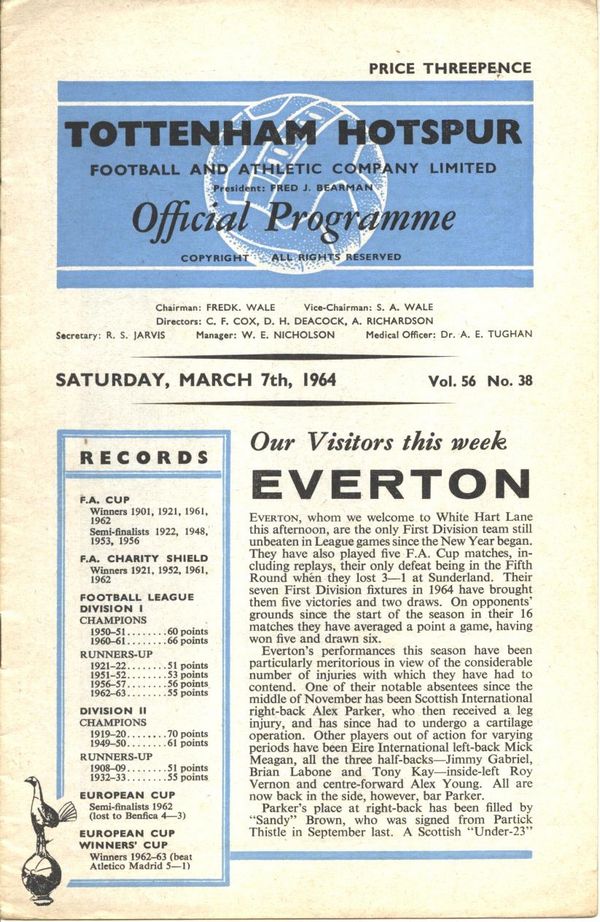 PRICE THREEPENCE
TOTTENHAM HOTSPUR
FOOTBALL AND ATHLETIC COMPANY LIMITED
President: FRED J. BEARMAN
Official Programme
COPYRIGHT ALL RIGHTS RESERVED
Chairman: FREDK. WALE Vice-Chairman: S. A. WALE
Directors: C. F. COX, D. H. DEACOCK, A. RICHARDSON
Secretary: R. S. JARVIS Manager: W. E. NICHOLSON Medical Officer: Dr. A. E. TUGHAN
SATURDAY, MARCH 7th, 1964 Vol. 56 No. 38
RECORDS
F.A. CUP
Winners 1901, 1921, 1961,
1962
Semi-finalists 1922, 1948,
1953, 1956
F.A. CHARITY SHIELD
Winners 1921, 1952, 1961,
1962
FOOTBALL LEAGUE
DIVISION I
CHAMPIONS
1950-51........60 points
1960-61........66 points
RUNNERS-UP
1921-22........51 points
1951-52........53 points
1956-57........56 points
1962-63........55 points
DIVISION II
CHAMPIONS
1919-20........70 points
1949-50........61 points
RUNNERS-UP
1908-09........51 points
1932-33........55 points
EUROPEAN CUP
Semi-finalists 1962
(lost to Benfica 4—3)
EUROPEAN CUP
WINNERS' CUP
Winners 1962-63 (beat
Atletico Madrid 5—1)
Our Visitors this week
EVERTON
EVERTON, whom we welcome to White Hart Lane
this afternoon, are the only First Division team still
unbeaten in League games since the New Year began.
They have also played five F.A. Cup matches, in-
cluding replays, their only defeat being in the Fifth
Round when they lost 3—1 at Sunderland. Their
seven First Division fixtures in 1964 have brought
them five victories and two draws. On opponents'
grounds since the start of the season in their 16
matches they have averaged a point a game, having
won five and drawn six.
Everton's performances this season have been
particularly meritorious in view of the considerable
number of injuries with which they have had to
contend. One of their notable absentees since the
middle of November has been Scottish International
right-back Alex Parker, who then received a leg
injury, and has since had to undergo a cartilage
operation. Other players out of action for varying
periods have been Eire International left-back Mick
Meagan, all the three half-backs—Jimmy Gabriel,
Brian Labone and Tony Kay—inside-left Roy
Vernon and centre-forward Alex Young. All are
now back in the side, however, bar Parker.
Parker's place at right-back has been filled by
"Sandy" Brown, who was signed from Partick
Thistle in September last. A Scottish "Under-23"